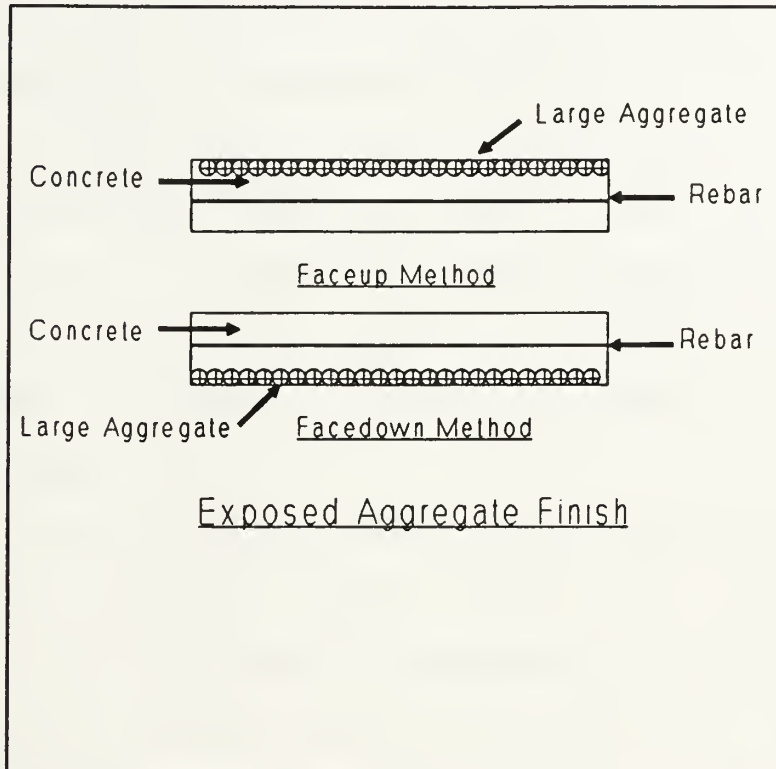 Large Aggregate
Concrete
Rebar
Faceup Method
Concrete
Rebar
Large Aggregate
Facedown Method
Exposed Aggregate Finish